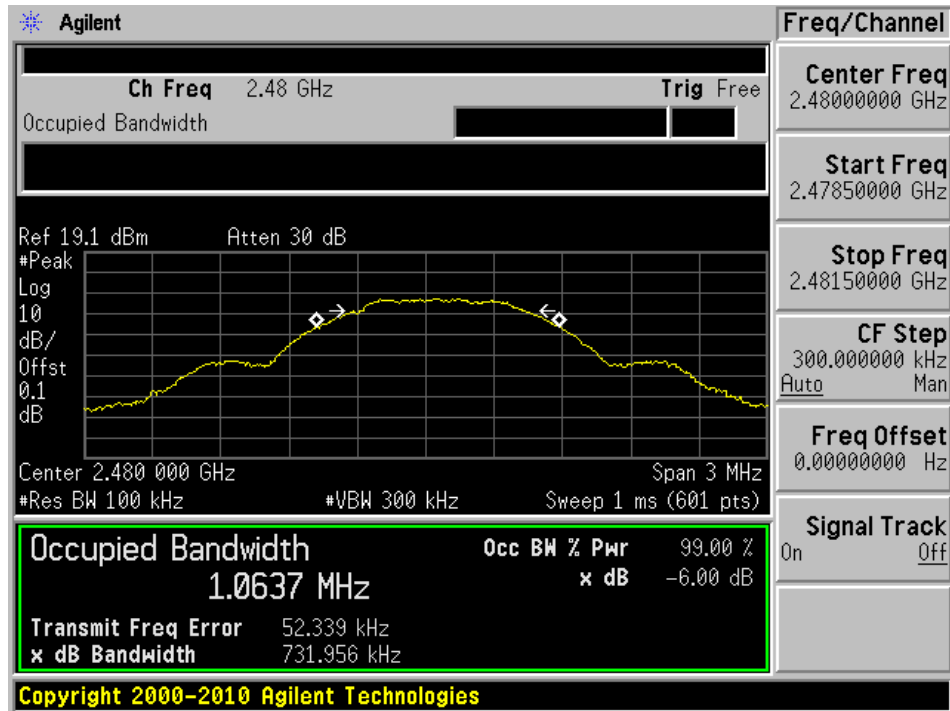 Agilent
Freq/Channel
Ch Freq 2.48 GHz Trig Free
Occupied Bandwidth
Center Freq
2.48000000 GHz
Start Freq
2.47850000 GHz
Stop Freq
2.48150000 GHz
CF Step
300.000000 kHz
Auto Man
Freq Offset
0.00000000 Hz
Signal Track
On Off
Ref 19.1 dBm Atten 30 dB
#Peak
Log
10
dB/
Offst
0.1
dB
Center 2.480 000 GHz Span 3 MHz
#Res BW 100 kHz #VBW 300 kHz Sweep 1 ms (601 pts)
Occupied Bandwidth Occ BW % Pwr 99.00 %
1.0637 MHz x dB -6.00 dB
Transmit Freq Error 52.339 kHz
x dB Bandwidth 731.956 kHz
Copyright 2000-2010 Agilent Technologies